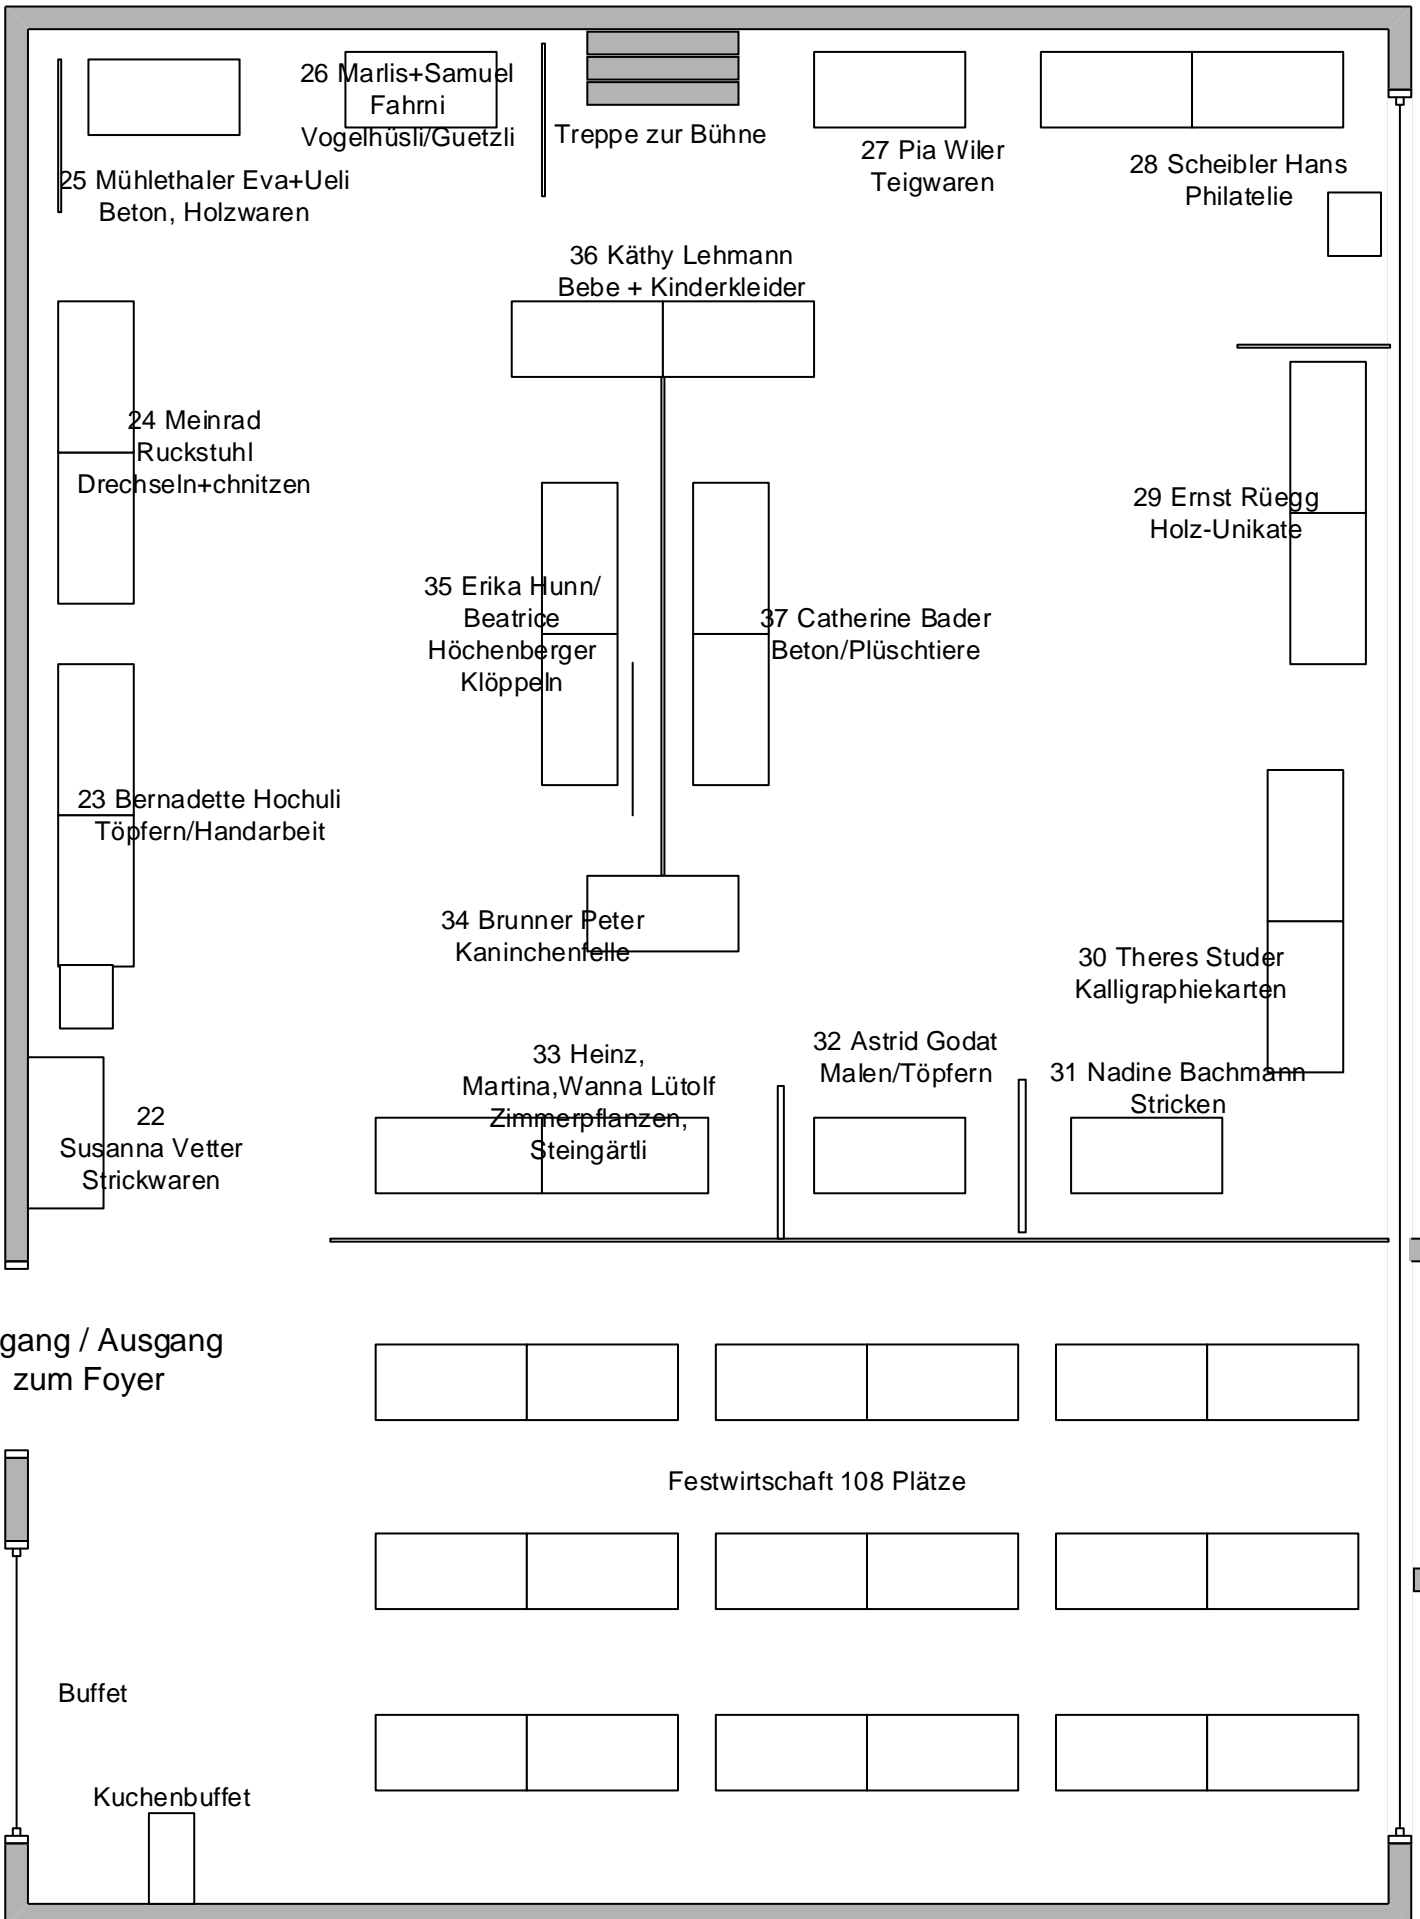 26 Marlis+Samuel
Fahrni
Vogelhüsli/Guetzli
Treppe zur Bühne
27 Pia Wiler
Teigwaren
28 Scheibler Hans
Philatelie
25 Mühlethaler Eva+Ueli
Beton, Holzwaren
36 Käthy Lehmann
Bebe + Kinderkleider
24 Meinrad
Ruckstuhl
Drechseln+chnitzen
29 Ernst Rüegg
Holz-Unikate
35 Erika Hunn/
Beatrice
Höchenberger
Klöppeln
37 Catherine Bader
Beton/Plüschtiere
23 Bernadette Hochuli
Töpfern/Handarbeit
34 Brunner Peter
Kaninchenfelle
30 Theres Studer
Kalligraphiekarten
33 Heinz,
Martina,Wanna Lütolf
Zimmerpflanzen,
Steingärtli
32 Astrid Godat
Malen/Töpfern
31 Nadine Bachmann
Stricken
22
Susanna Vetter
Strickwaren
gang / Ausgang
zum Foyer
Festwirtschaft 108 Plätze
Buffet
Kuchenbuffet